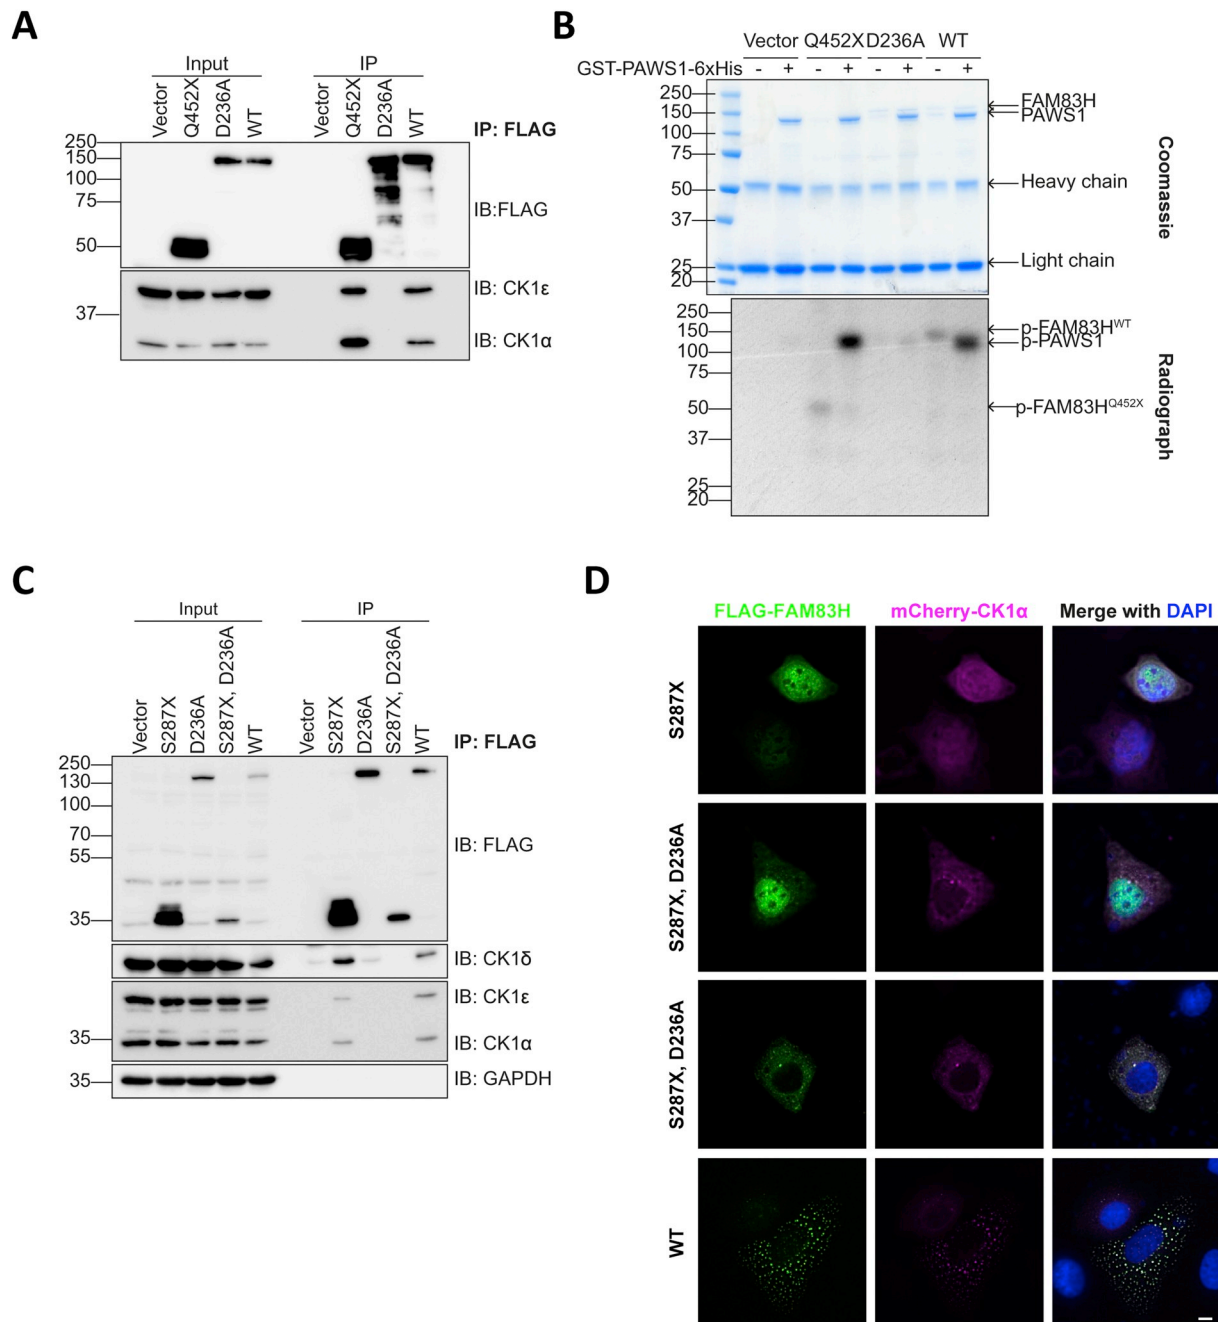 A
Input IP
Vector Q452X D236A WT Vector Q452X D236A WT IP: FLAG
250
150
100
75
50
IB:FLAG
37
IB: CK1ε
IB: CK1α
B
Vector Q452X D236A WT
GST-PAWS1-6xHis - + - + - + - +
250
150
100
75
50
37
25
20
FAM83H
PAWS1
Heavy chain
Light chain
Coomassie
250
150
100
75
50
37
25
20
p-FAM83H^WT
p-PAWS1
p-FAM83H^Q452X
Radiograph
C
Input IP
Vector S287X D236A S287X, D236A WT Vector S287X D236A S287X, D236A WT IP: FLAG
250
130
100
70
55
35
IB: FLAG
IB: CK1δ
IB: CK1ε
35
IB: CK1α
35
IB: GAPDH
D
FLAG-FAM83H mCherry-CK1α Merge with DAPI
S287X
S287X, D236A
S287X, D236A
WT